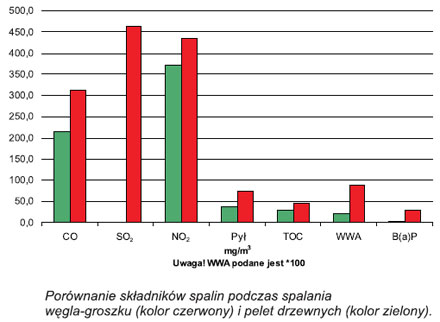 500,0
450,0
400,0
350,0
300,0
250,0
200,0
150,0
100,0
50,0
0,0
CO SO₂ NO₂ Pył TOC WWA B(a)P
mg/m³
Uwaga! WWA podane jest *100
Porównanie składników spalin podczas spalania
węgla-groszku (kolor czerwony) i pelet drzewnych (kolor zielony).